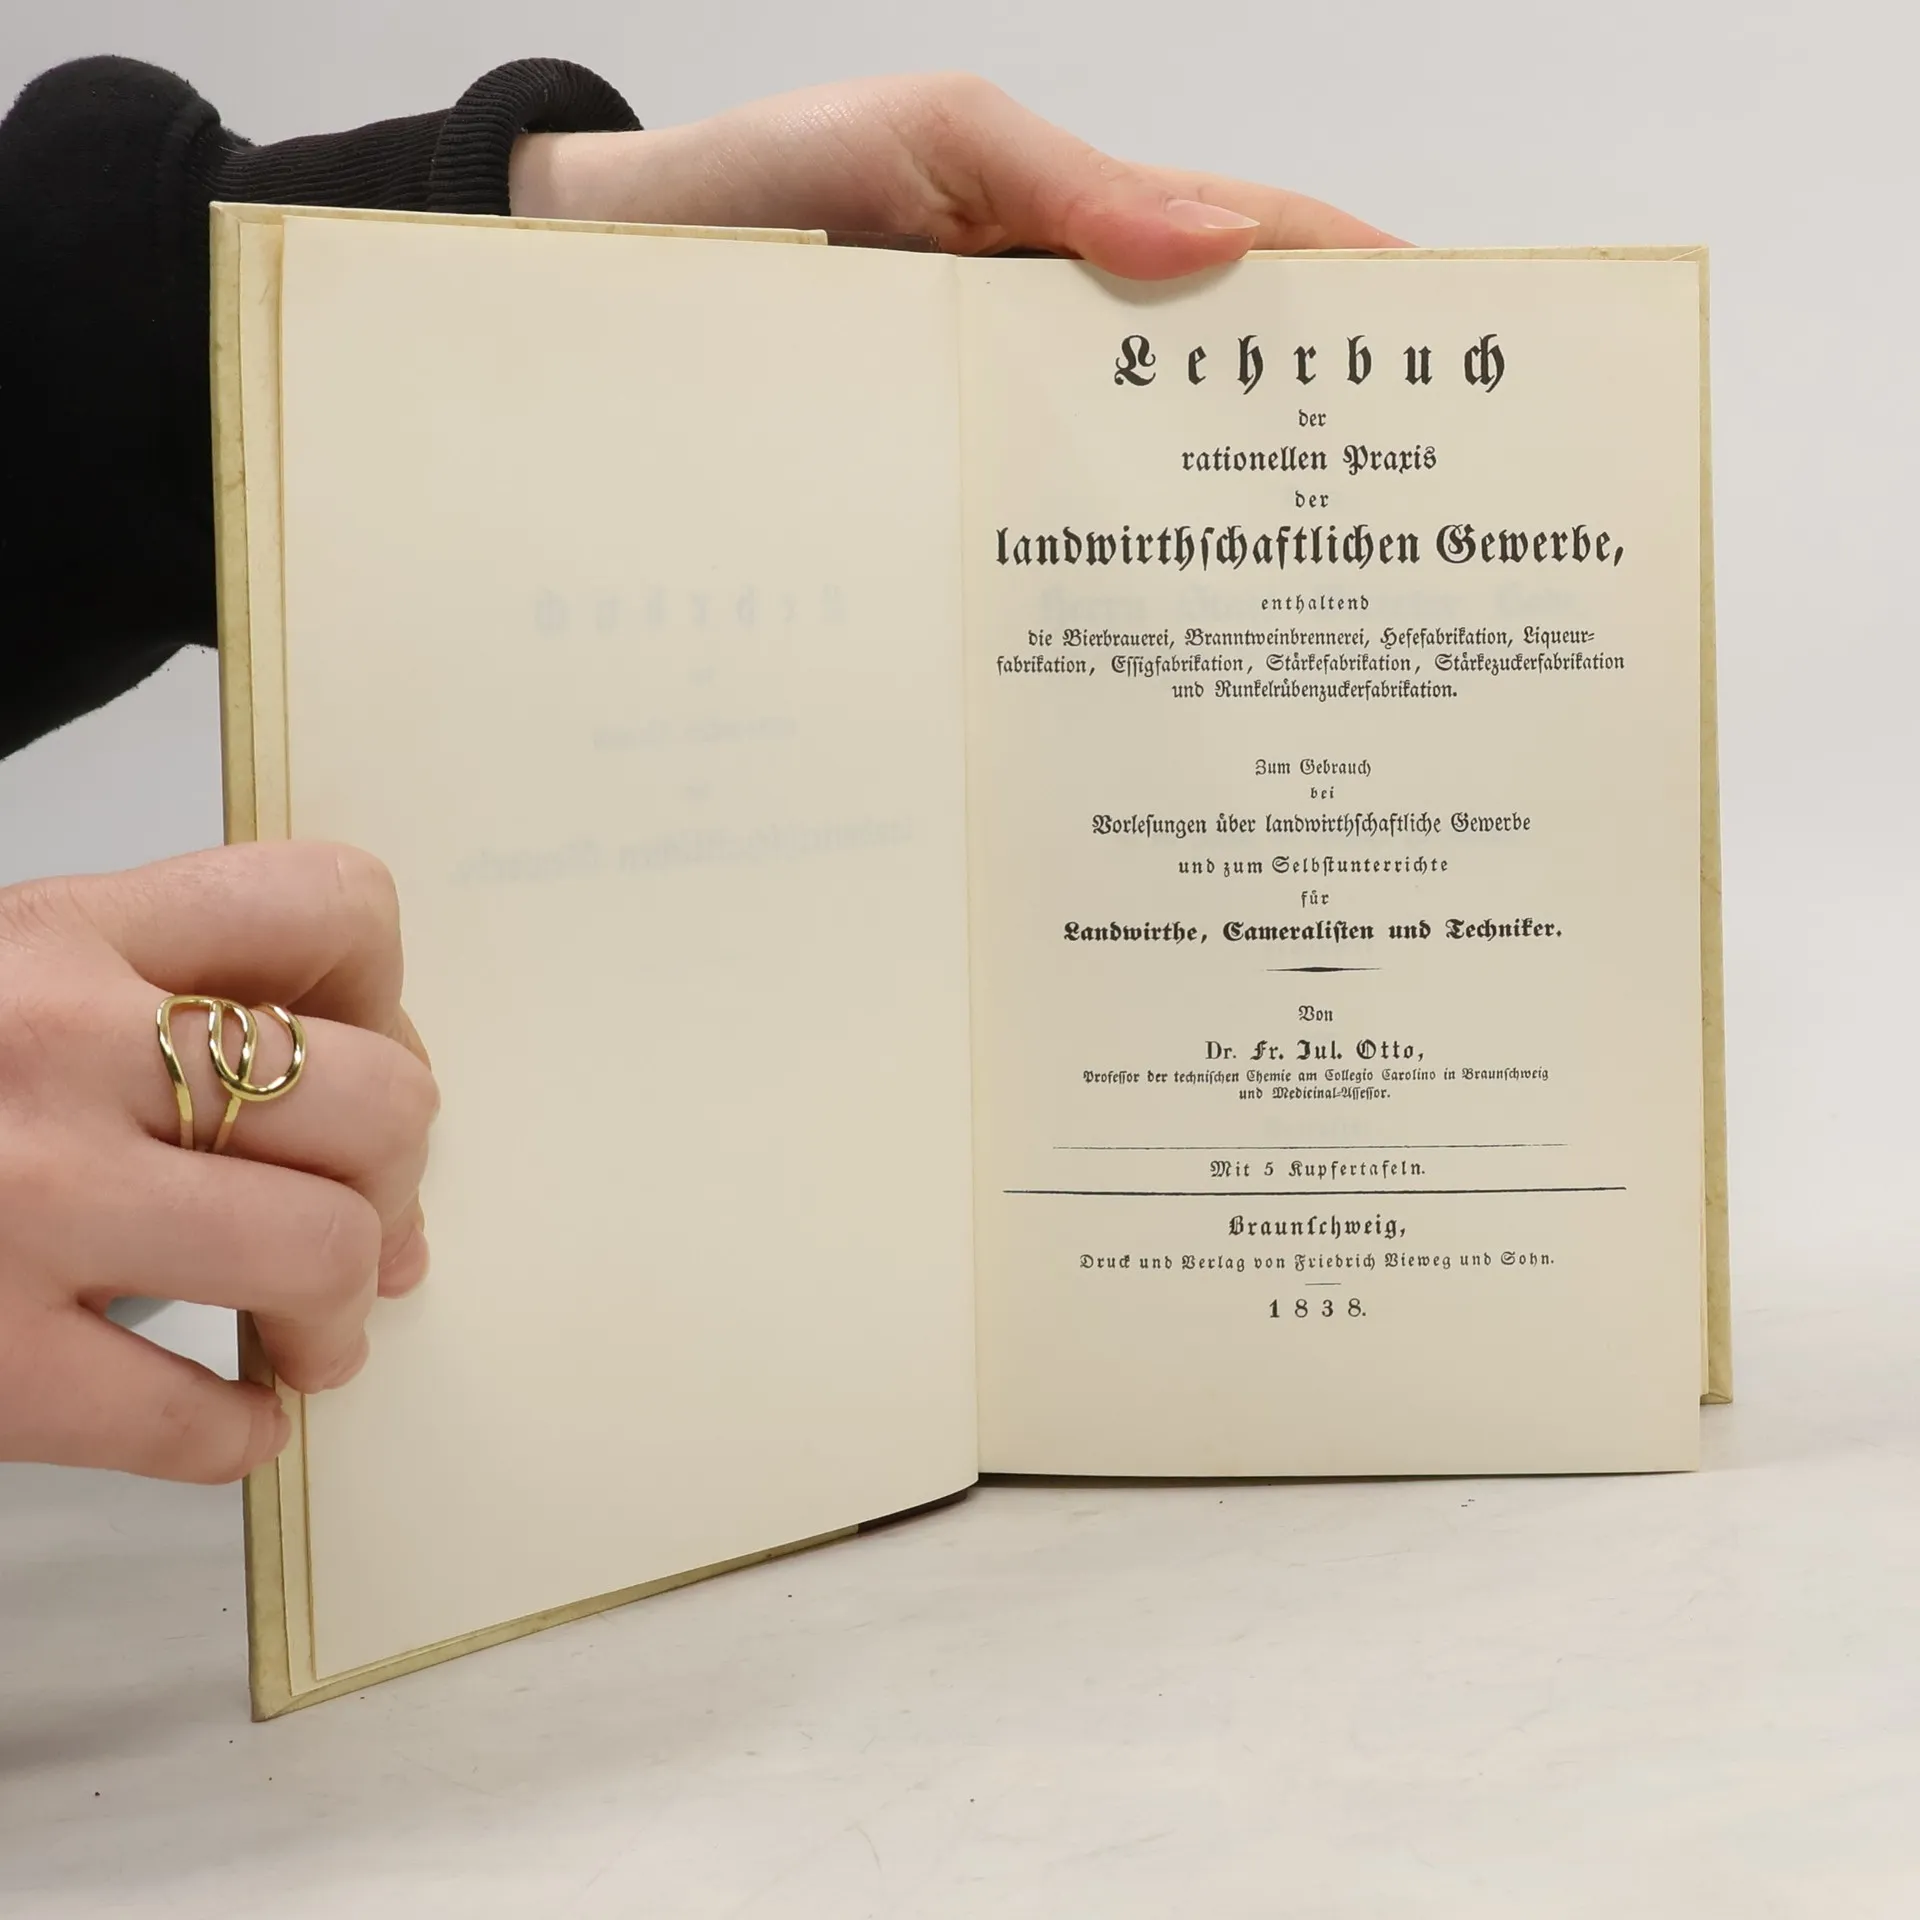 Lehrbuch
der
rationellen Praxis
der
landwirthſchaftlichen Gewerbe,
enthaltend
die Bierbrauerei, Branntweinbrennerei, Hefefabrikation, Liqueur-
fabrikation, Eſſigfabrikation, Stärkefabrikation, Stärkezuckerfabrikation
und Runkelrübenzuckerfabrikation.
Zum Gebrauch
bei
Vorleſungen über landwirthſchaftliche Gewerbe
und zum Selbſtunterrichte
für
Landwirthe, Cameraliſten und Techniker.
Von
Dr. Fr. Jul. Otto,
Profeſſor der techniſchen Chemie am Collegio Carolino in Braunſchweig
und Medicinal-Aſſeſſor.
Mit 5 Kupfertafeln.
Braunſchweig,
Druck und Verlag von Friedrich Vieweg und Sohn.
1838.